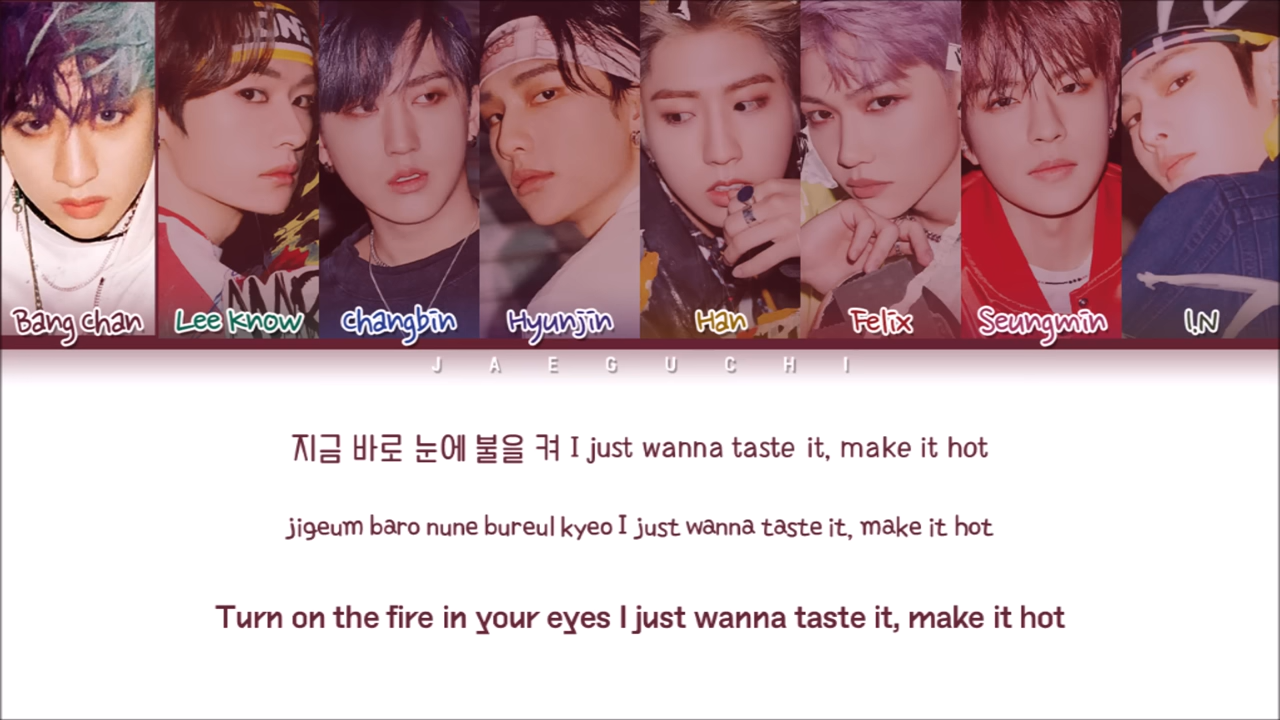 Bang Chan Lee Know Changbin Hyunjin Han Felix Seungmin I.N
JAEGUCHI
지금 바로 눈에 불을 켜 I just wanna taste it, make it hot
jigeum baro nune bureul kyeo I just wanna taste it, make it hot
Turn on the fire in your eyes I just wanna taste it, make it hot